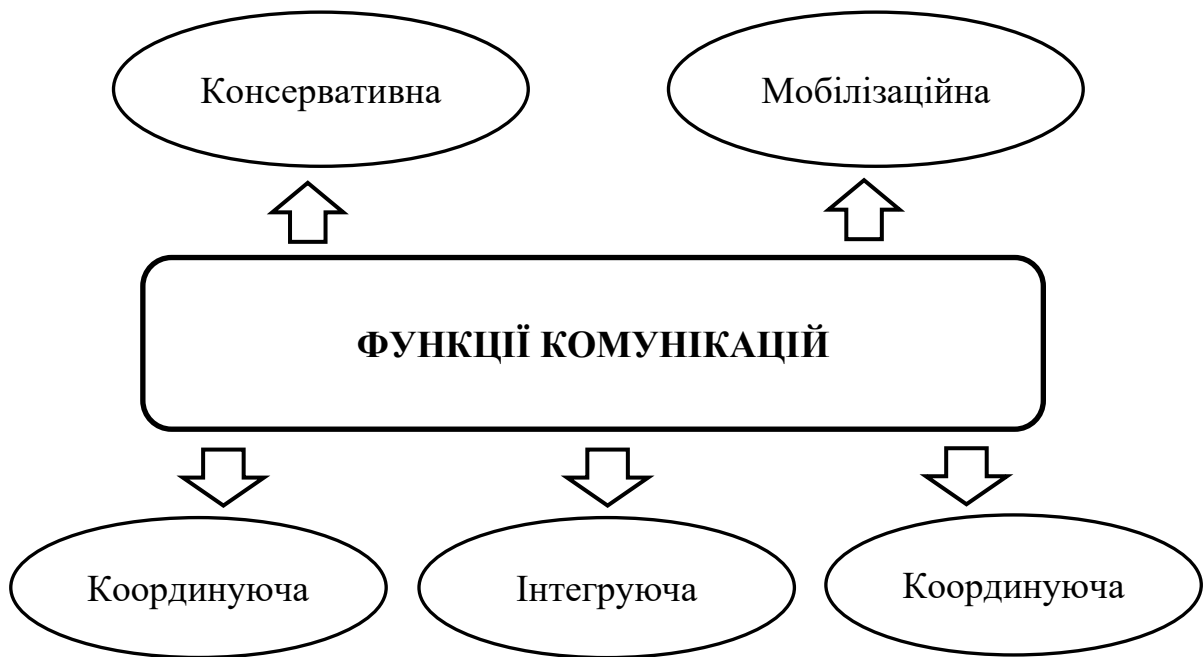 Консервативна
Мобілізаційна
ФУНКЦІЇ КОМУНІКАЦІЙ
Координуюча
Інтегруюча
Координуюча